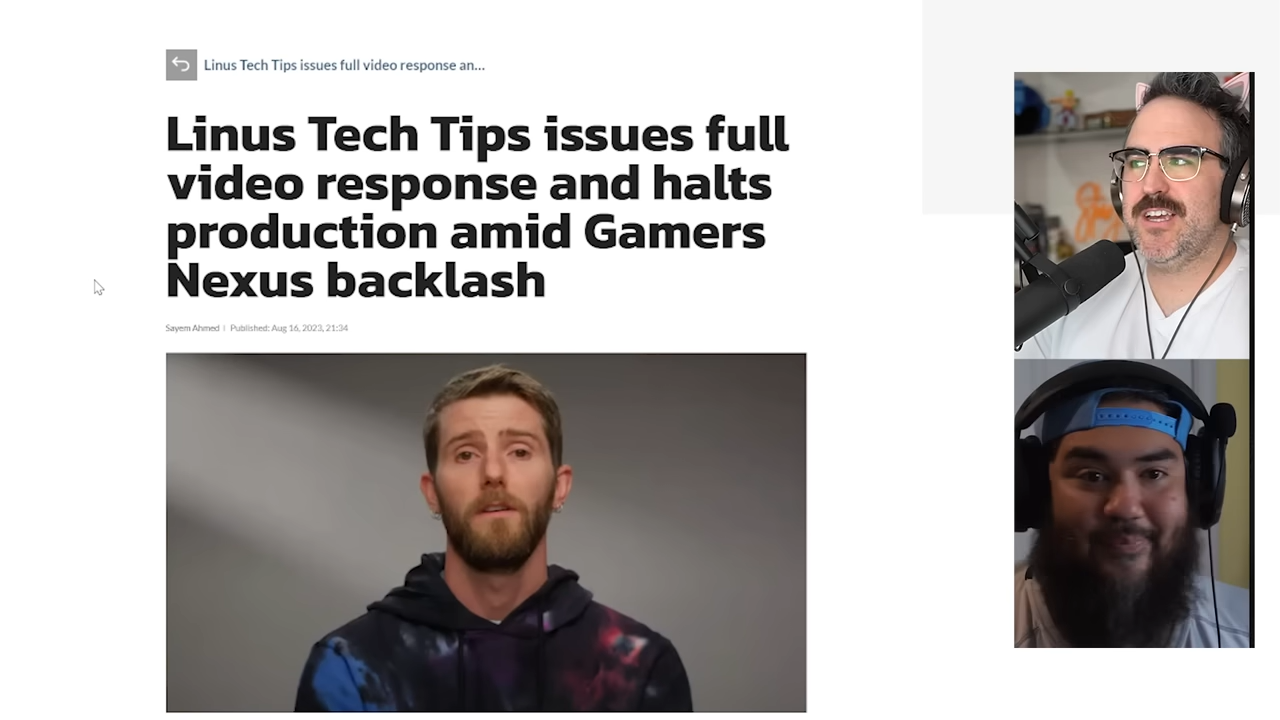 Linus Tech Tips issues full video response an...
Linus Tech Tips issues full
video response and halts
production amid Gamers
Nexus backlash
Sayem Ahmed | Published: Aug 16, 2023, 21:34